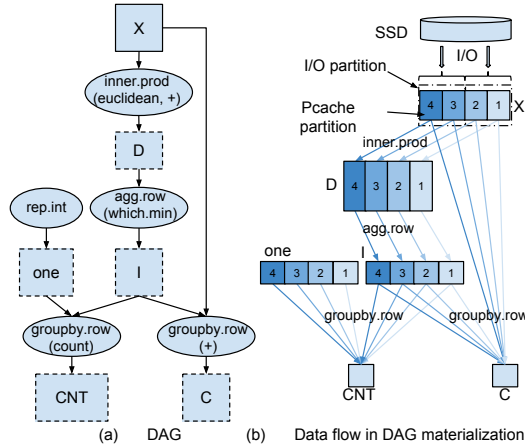 X
inner.prod
(euclidean, +)
D
rep.int
agg.row
(which.min)
one
I
groupby.row
(count)
groupby.row
(+)
CNT
C
(a) DAG
SSD
I/O
I/O partition
Pcache
partition
4 3 2 1
X
inner.prod
D
4 3 2 1
agg.row
one
I
4 3 2 1
4 3 2 1
groupby.row
groupby.row
CNT
C
(b) Data flow in DAG materialization